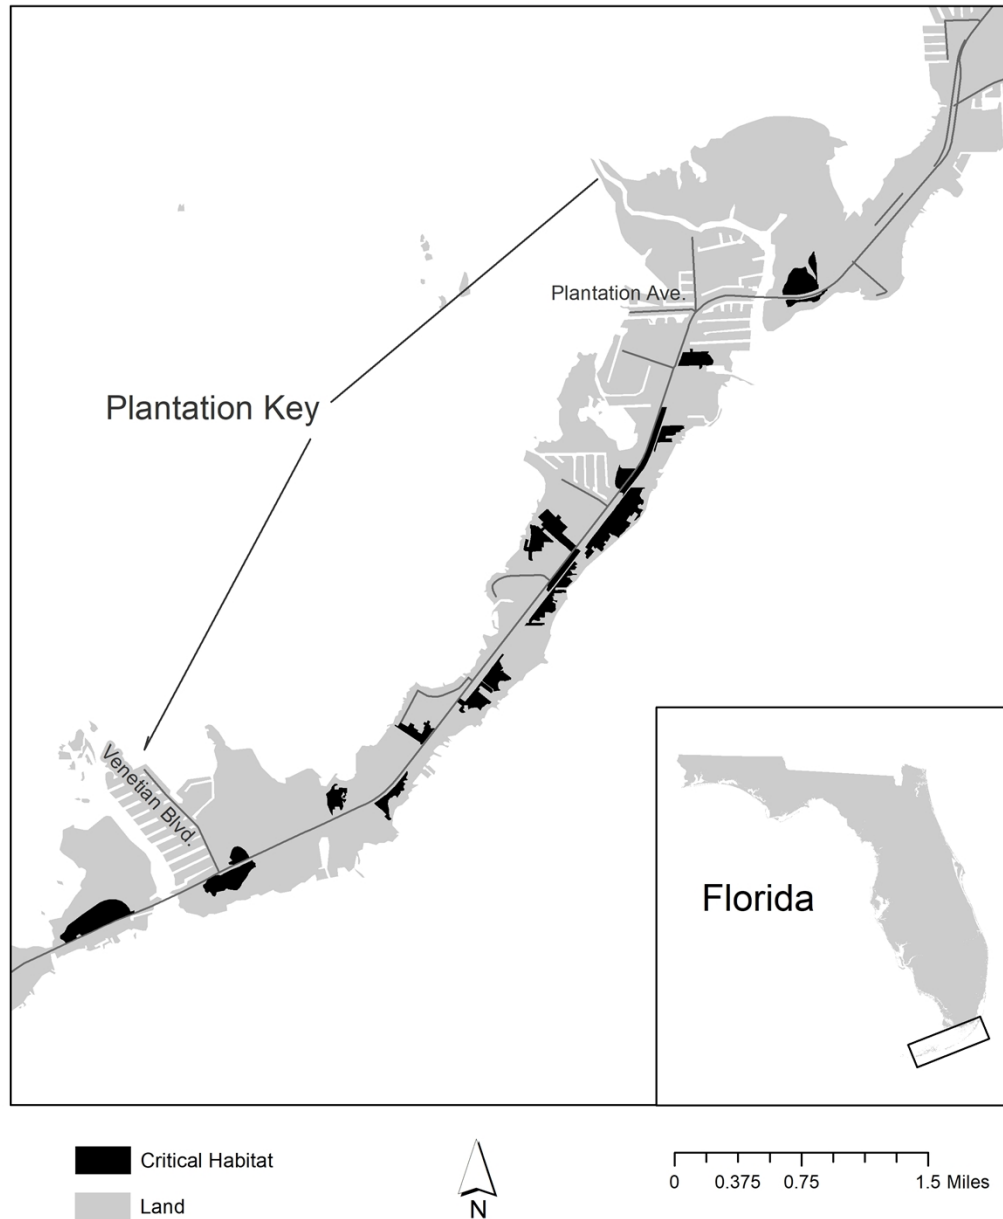 Plantation Ave.
Plantation Key
Venetian Blvd.
Florida
Critical Habitat
Land
N
0 0.375 0.75 1.5 Miles